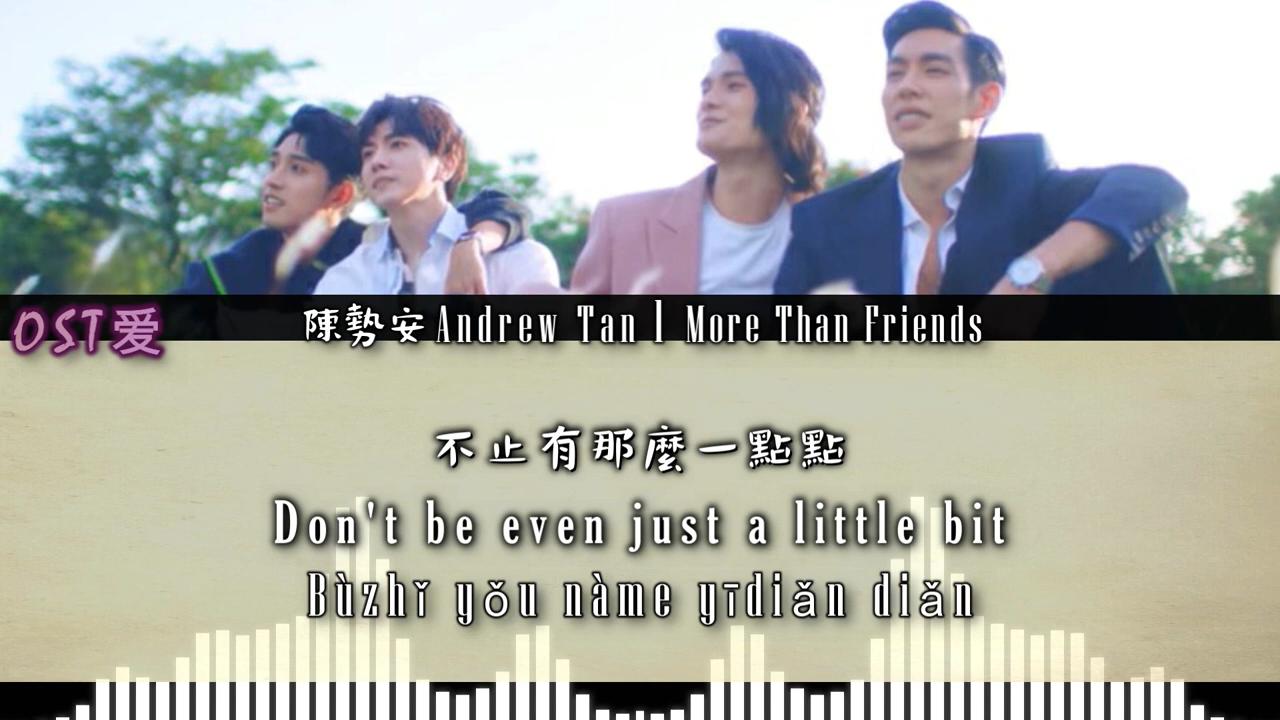 OST爱
陳勢安 Andrew Tan | More Than Friends
不止有那麼一點點
Don't be even just a little bit
Bùzhǐ yǒu nàme yīdiǎn diǎn